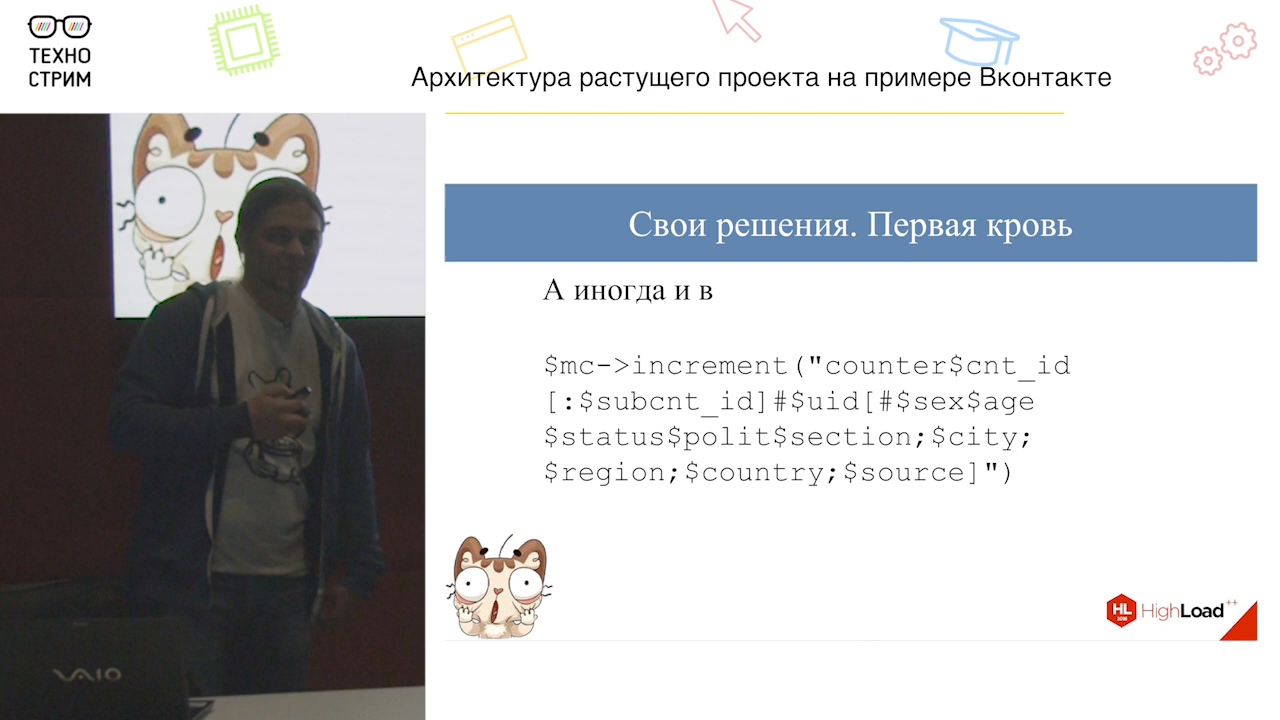 ТЕХНО
СТРИМ
Архитектура растущего проекта на примере Вконтакте
Свои решения. Первая кровь
А иногда и в
$mc->increment("counter$cnt_id
[:$subcnt_id]#$uid[#$sex$age
$status$polit$section;$city;
$region;$country;$source]")
HL
2016
HighLoad++
VAIO